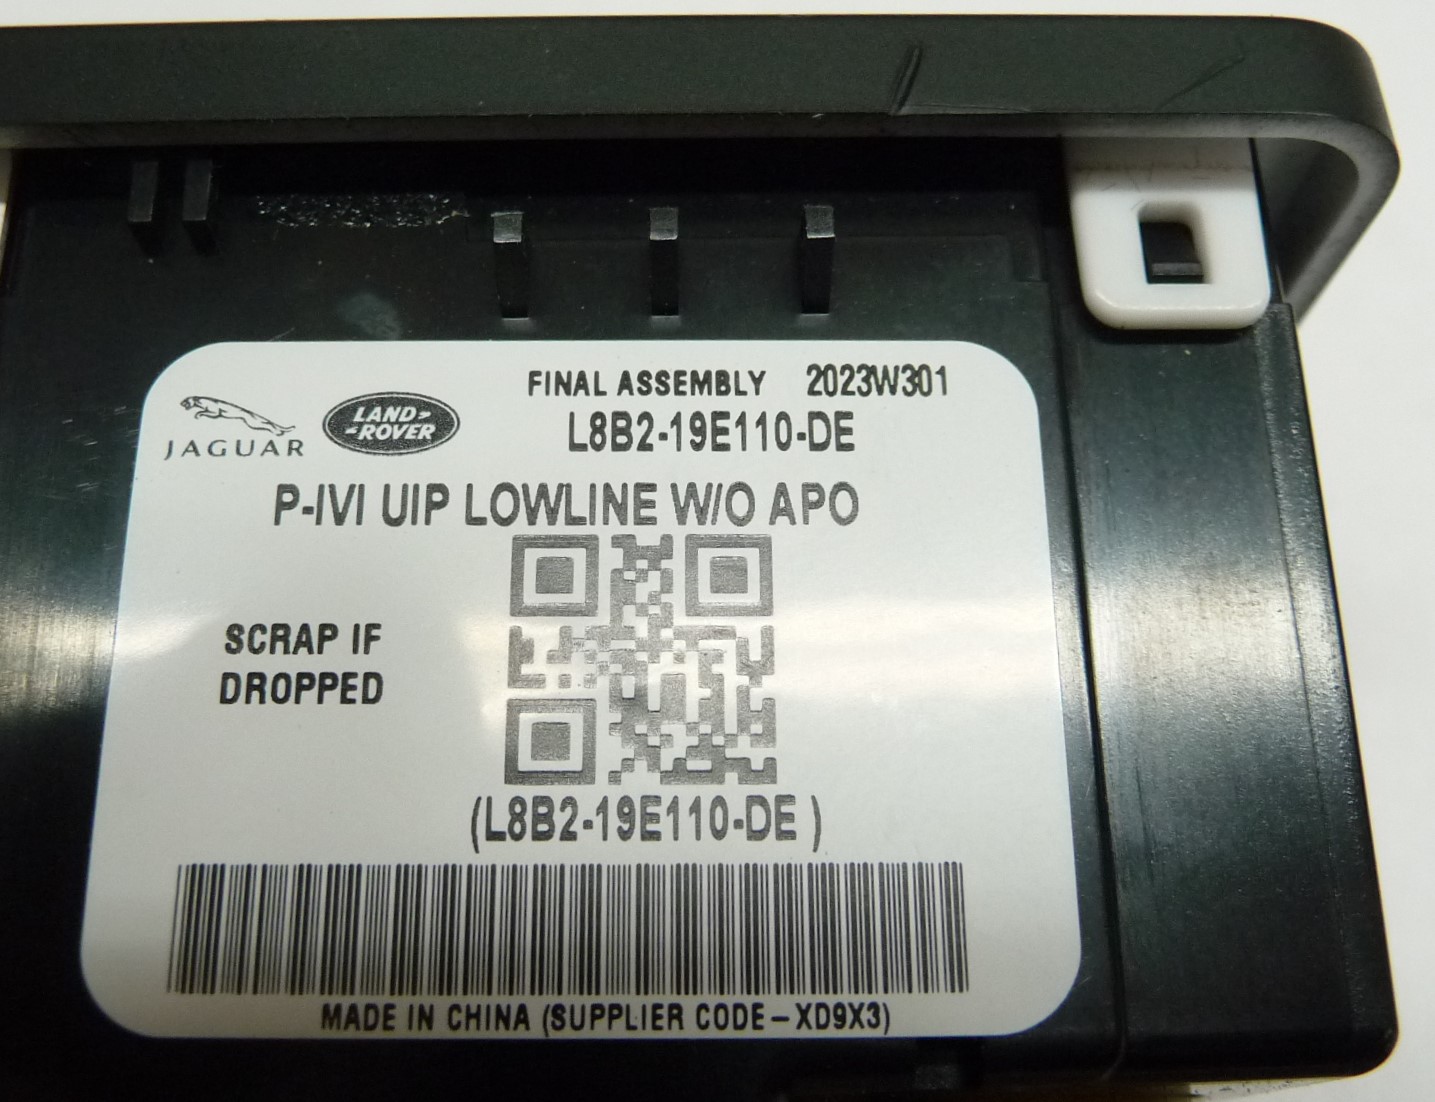 JAGUAR
LAND-
-ROVER
FINAL ASSEMBLY 2023W301
L8B2-19E110-DE
P-IVI UIP LOWLINE W/O APO
SCRAP IF
DROPPED
(L8B2-19E110-DE )
MADE IN CHINA (SUPPLIER CODE-XD9X3)